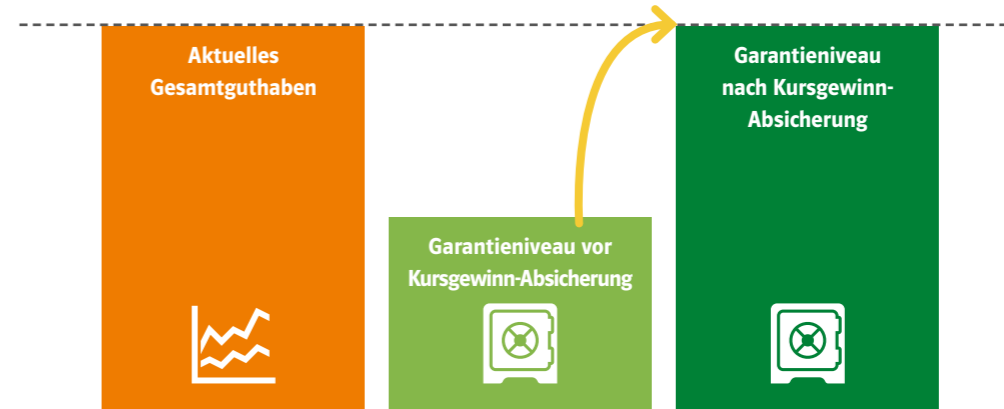 Aktuelles
Gesamtguthaben
Garantieniveau vor
Kursgewinn-Absicherung
Garantieniveau
nach Kursgewinn-
Absicherung